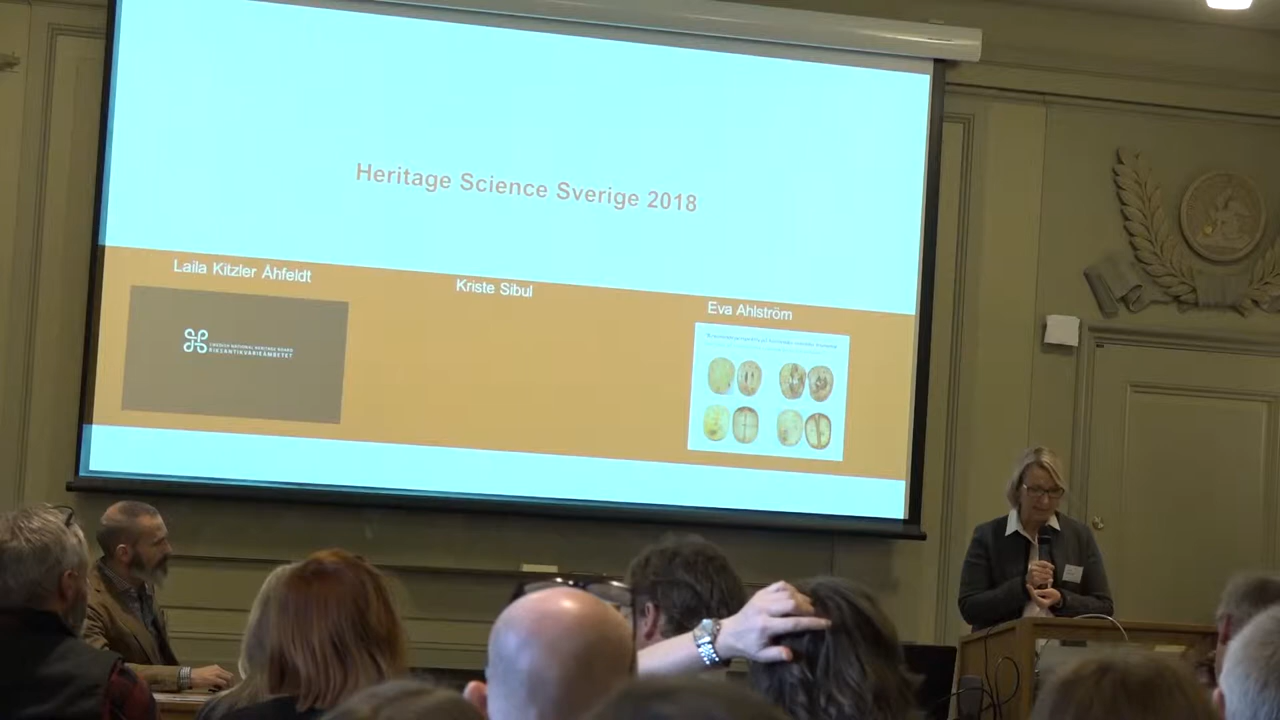 Heritage Science Sverige 2018
Laila Kitzler Åhfeldt
Kriste Sibul
Eva Ahlström
SWEDISH NATIONAL HERITAGE BOARD
RIKSANTIKVARIEÄMBETET